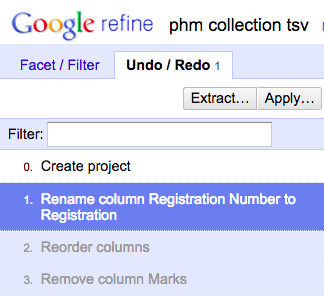 Google refine phm collection tsv
Facet / Filter Undo / Redo 1
Extract... Apply...
Filter:
0. Create project
1. Rename column Registration Number to
Registration
2. Reorder columns
3. Remove column Marks